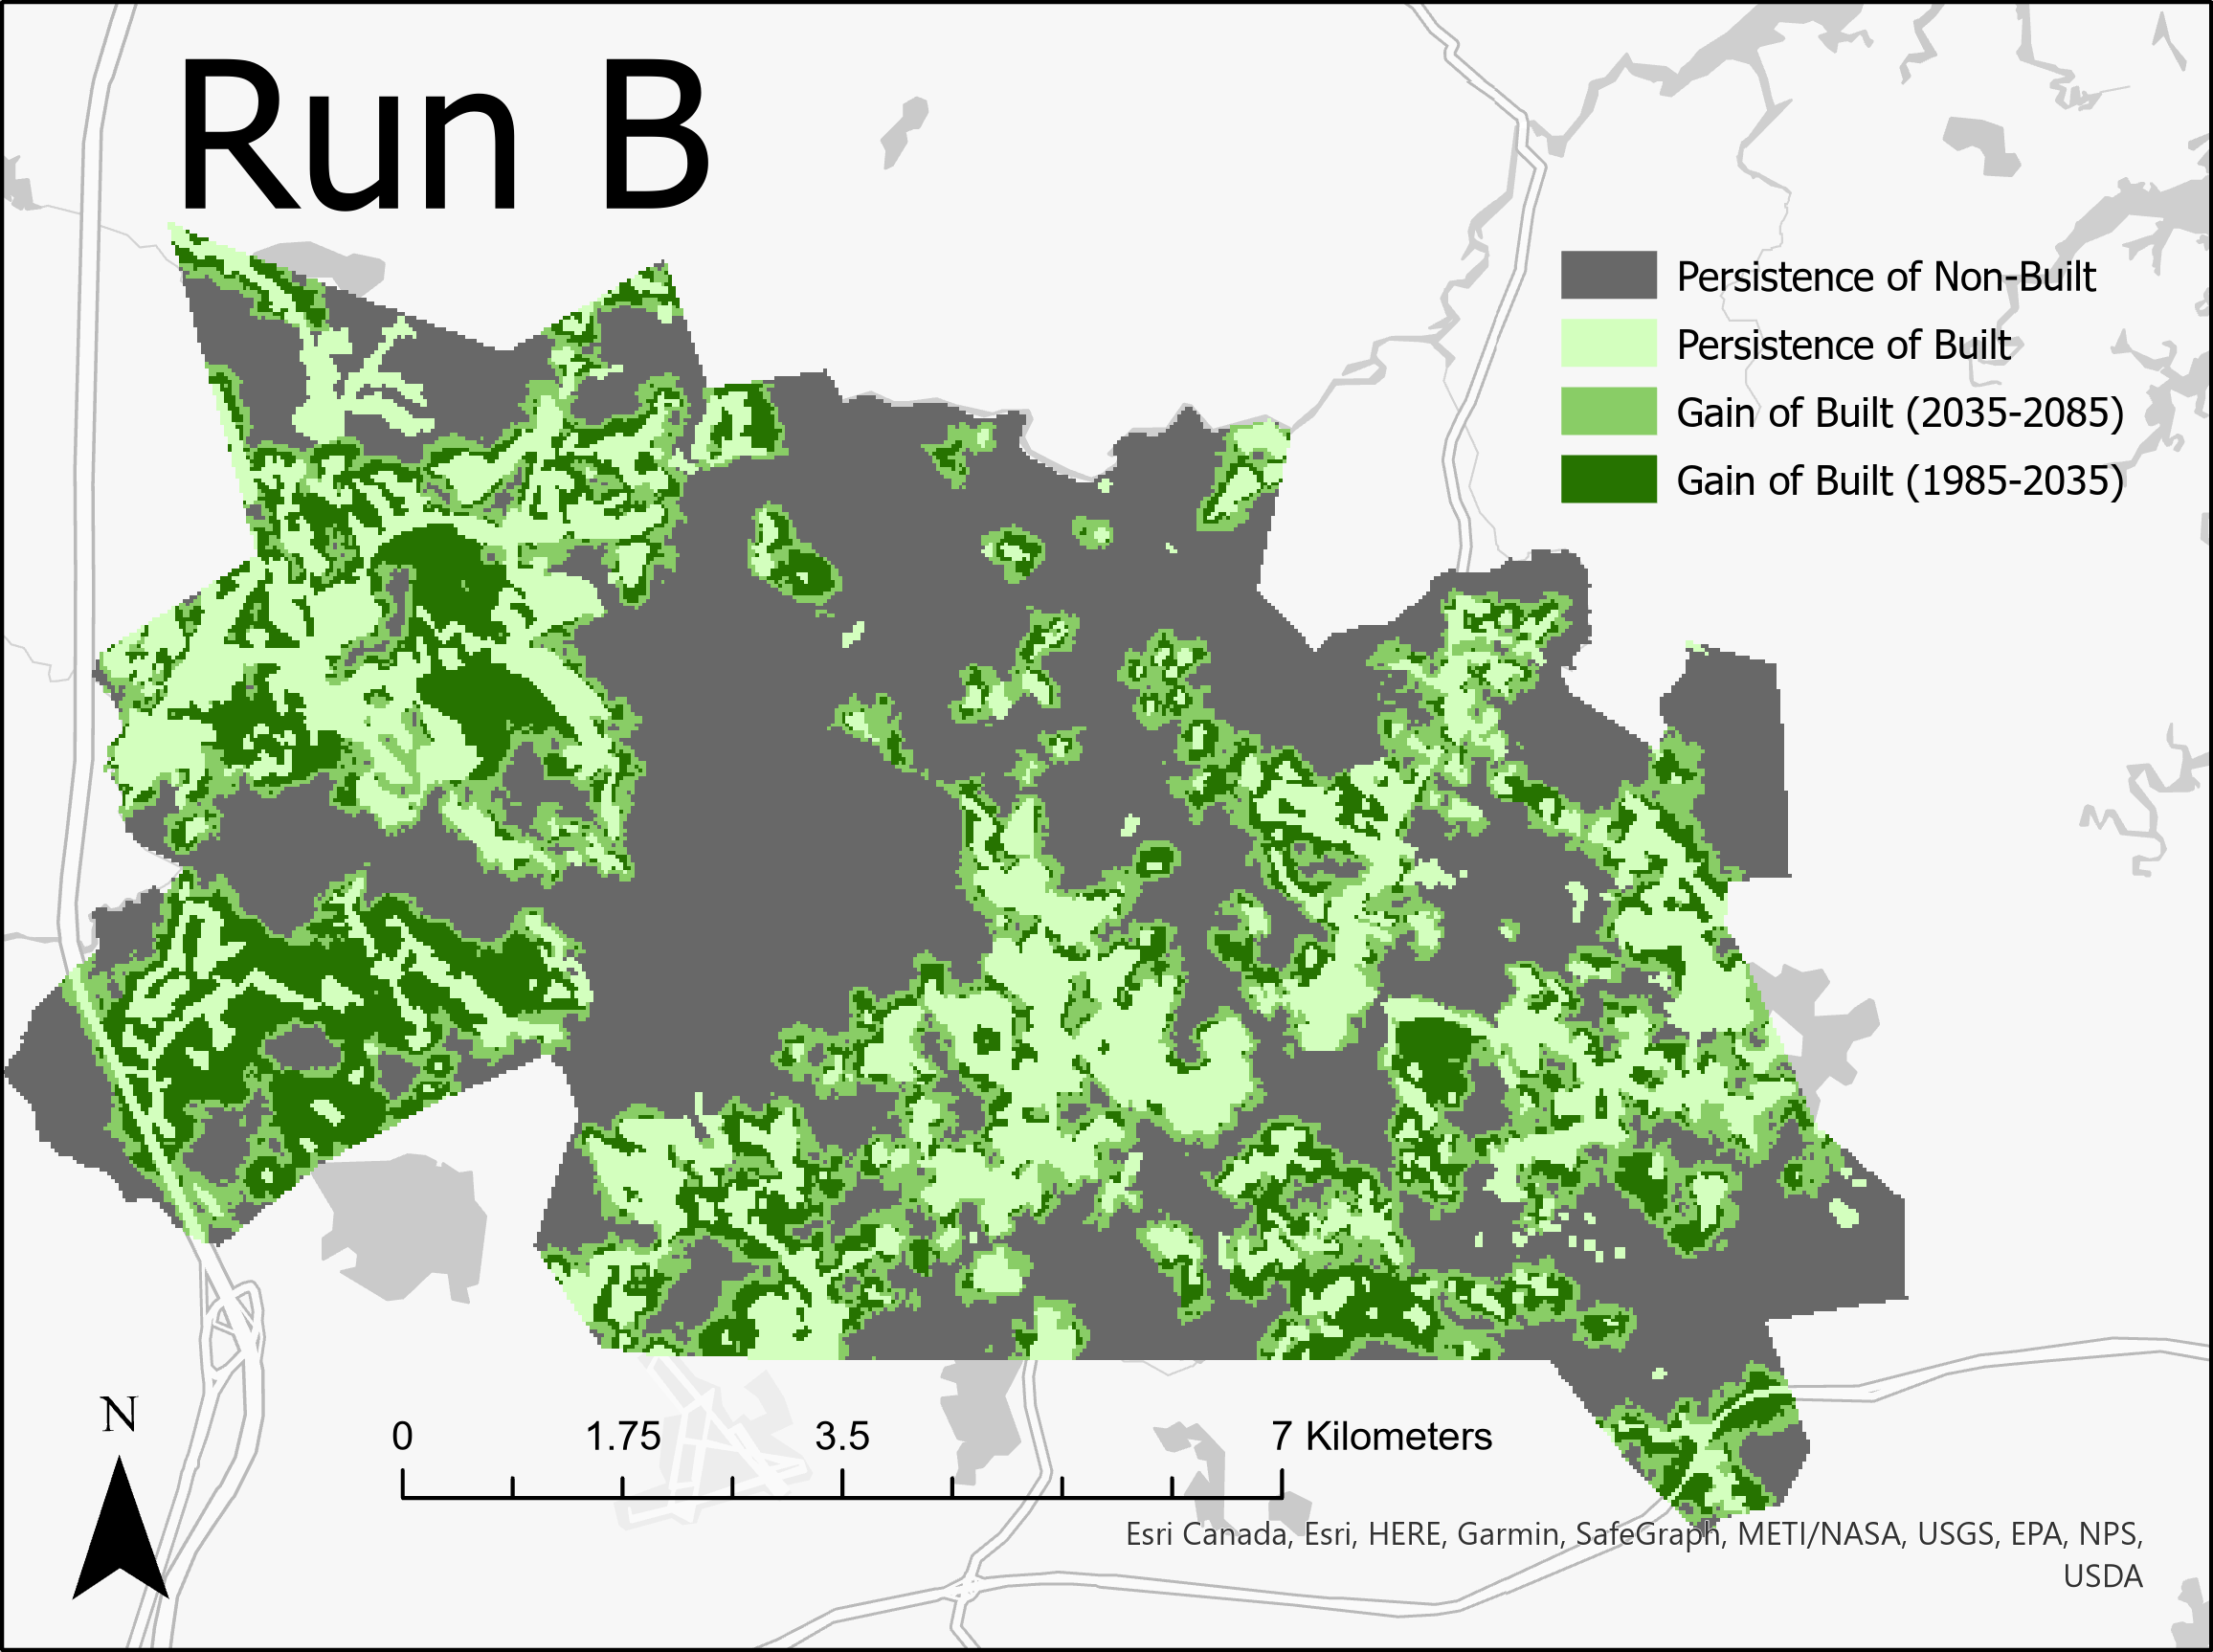 Run B
Persistence of Non-Built
Persistence of Built
Gain of Built (2035-2085)
Gain of Built (1985-2035)
N
0 1.75 3.5 7 Kilometers
Esri Canada, Esri, HERE, Garmin, SafeGraph, METI/NASA, USGS, EPA, NPS,
USDA